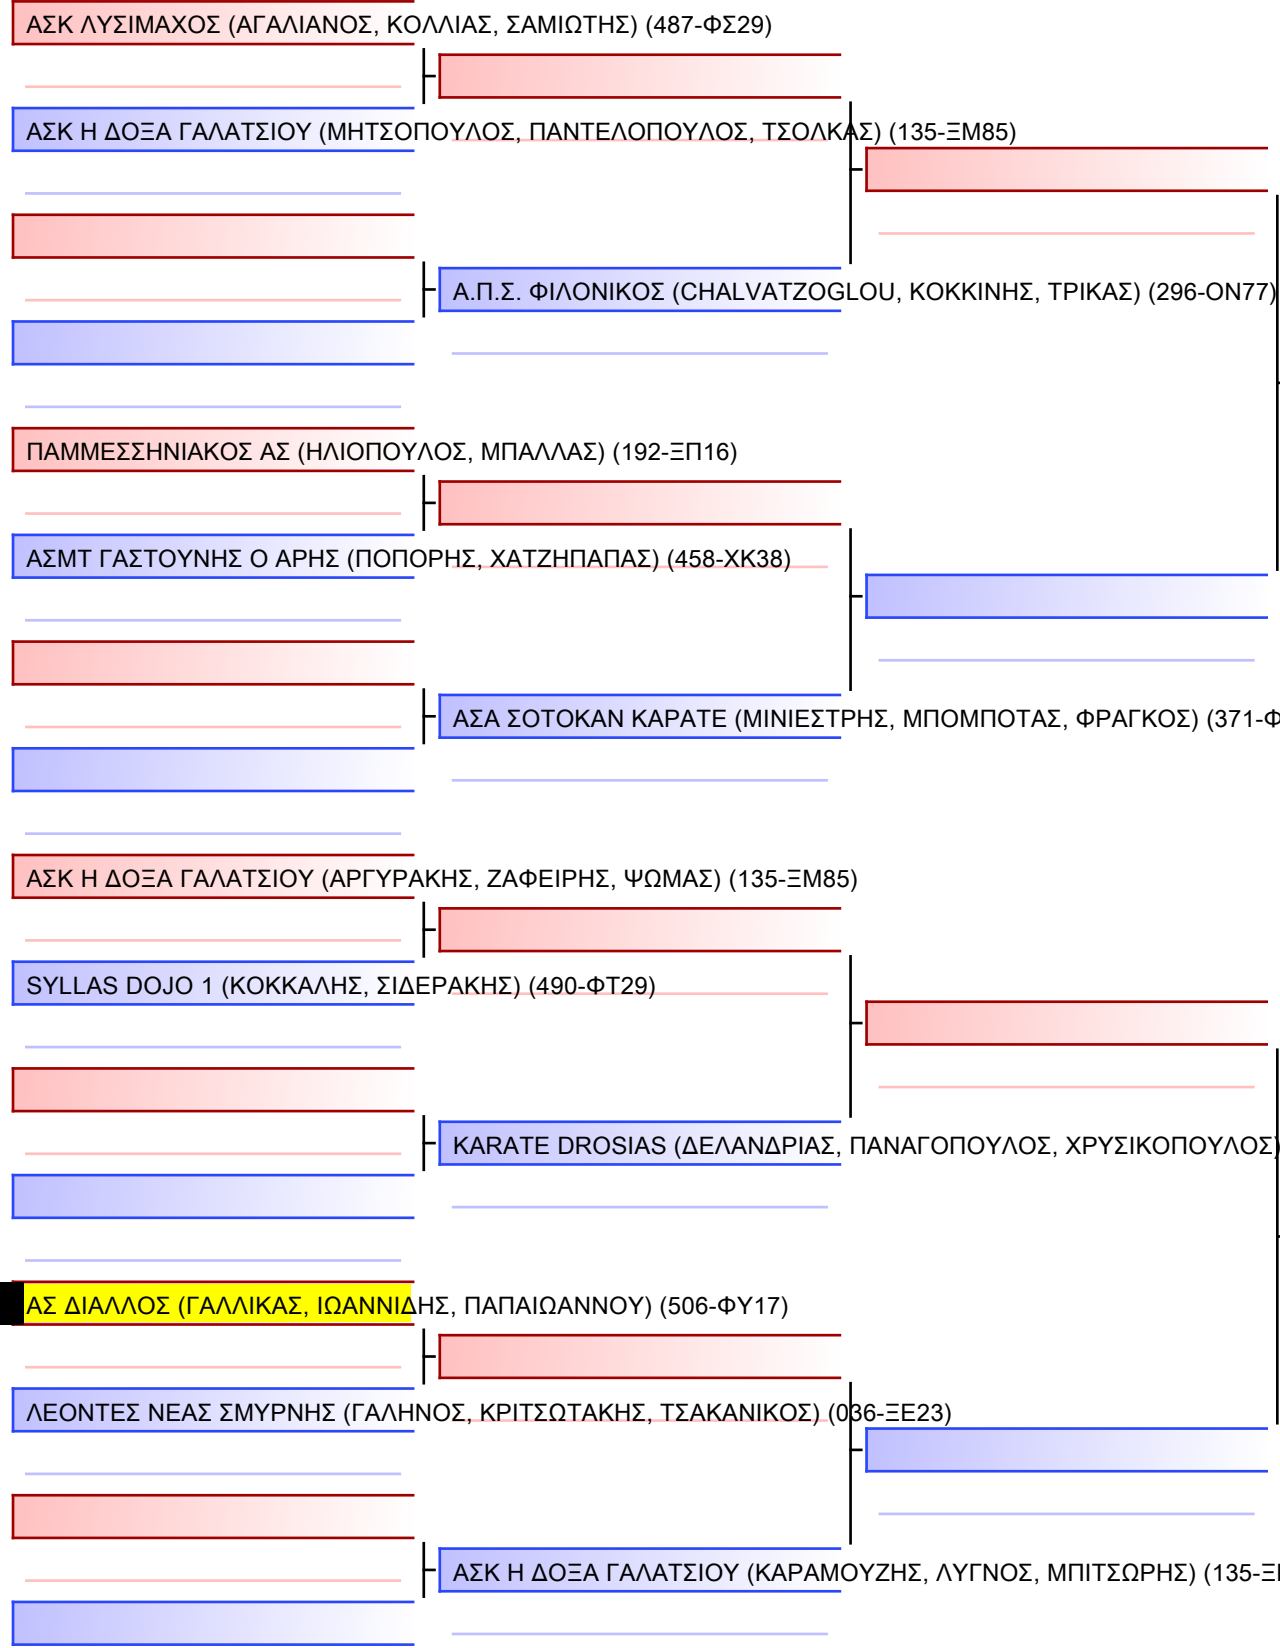 ΑΣΚ ΛΥΣΙΜΑΧΟΣ (ΑΓΑΛΙΑΝΟΣ, ΚΟΛΛΙΑΣ, ΣΑΜΙΩΤΗΣ) (487-ΦΣ29)
ΑΣΚ Η ΔΟΞΑ ΓΑΛΑΤΣΙΟΥ (ΜΗΤΣΟΠΟΥΛΟΣ, ΠΑΝΤΕΛΟΠΟΥΛΟΣ, ΤΣΟΛΚΑΣ) (135-ΞΜ85)
Α.Π.Σ. ΦΙΛΟΝΙΚΟΣ (CHALVATZOGLOU, ΚΟΚΚΙΝΗΣ, ΤΡΙΚΑΣ) (296-ΟΝ77)
ΠΑΜΜΕΣΣΗΝΙΑΚΟΣ ΑΣ (ΗΛΙΟΠΟΥΛΟΣ, ΜΠΑΛΛΑΣ) (192-ΞΠ16)
ΑΣΜΤ ΓΑΣΤΟΥΝΗΣ Ο ΑΡΗΣ (ΠΟΠΟΡΗΣ, ΧΑΤΖΗΠΑΠΑΣ) (458-ΧΚ38)
ΑΣΑ ΣΟΤΟΚΑΝ ΚΑΡΑΤΕ (ΜΙΝΙΕΣΤΡΗΣ, ΜΠΟΜΠΟΤΑΣ, ΦΡΑΓΚΟΣ) (371-Φ
ΑΣΚ Η ΔΟΞΑ ΓΑΛΑΤΣΙΟΥ (ΑΡΓΥΡΑΚΗΣ, ΖΑΦΕΙΡΗΣ, ΨΩΜΑΣ) (135-ΞΜ85)
SYLLAS DOJO 1 (ΚΟΚΚΑΛΗΣ, ΣΙΔΕΡΑΚΗΣ) (490-ΦΤ29)
KARATE DROSIAS (ΔΕΛΑΝΔΡΙΑΣ, ΠΑΝΑΓΟΠΟΥΛΟΣ, ΧΡΥΣΙΚΟΠΟΥΛΟΣ)
ΑΣ ΔΙΑΛΛΟΣ (ΓΑΛΛΙΚΑΣ, ΙΩΑΝΝΙΔΗΣ, ΠΑΠΑΙΩΑΝΝΟΥ) (506-ΦΥ17)
ΛΕΟΝΤΕΣ ΝΕΑΣ ΣΜΥΡΝΗΣ (ΓΑΛΗΝΟΣ, ΚΡΙΤΣΩΤΑΚΗΣ, ΤΣΑΚΑΝΙΚΟΣ) (036-ΞΕ23)
ΑΣΚ Η ΔΟΞΑ ΓΑΛΑΤΣΙΟΥ (ΚΑΡΑΜΟΥΖΗΣ, ΛΥΓΝΟΣ, ΜΠΙΤΣΩΡΗΣ) (135-Ξ